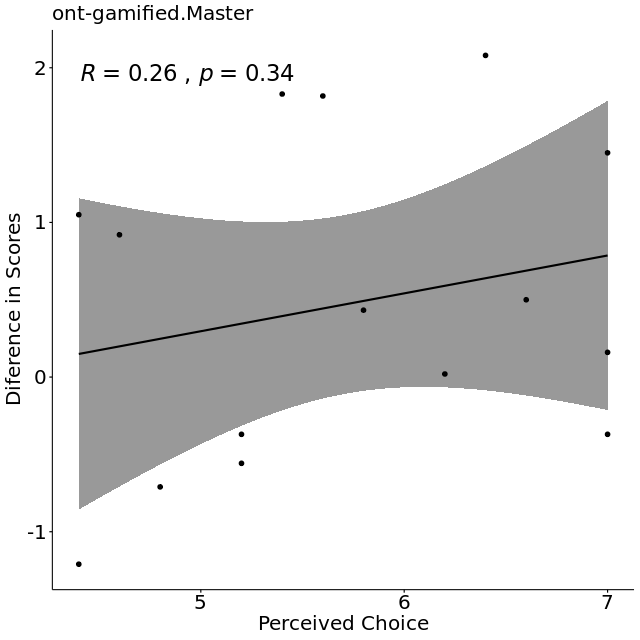 ont-gamified.Master
R = 0.26 , p = 0.34
Diference in Scores
2
1
0
-1
5
6
7
Perceived Choice